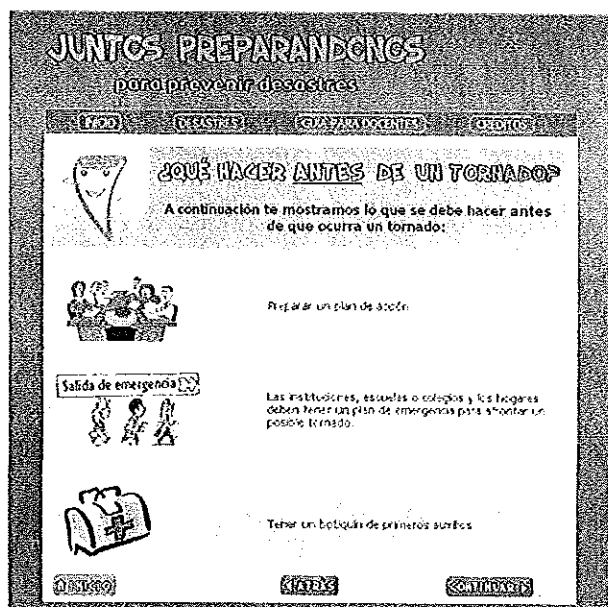 JUNTOS PREPARANDONOS
para prevenir desastres
INICIO DESASTRES GUIA PARA DOCENTES CREDITOS
¿QUÉ HACER ANTES DE UN TORNADO?
A continuación te mostramos lo que se debe hacer antes
de que ocurra un tornado:
Preparar un plan de acción
Salida de emergencia
Las instituciones, escuelas o colegios y los hogares
deben tener un plan de emergencia para afrontar un
posible tornado.
Tener un botiquín de primeros auxilios
INICIO ATRÁS CONTINUAR